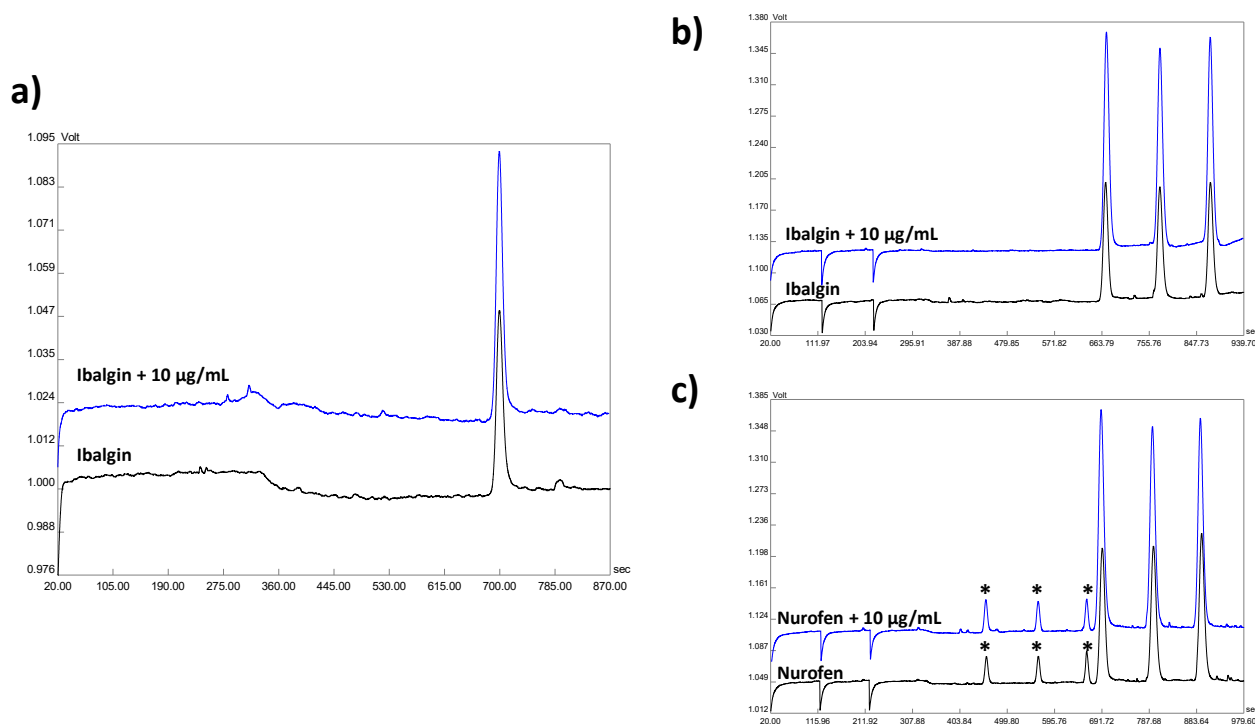 a)
1.095 Volt
1.083
1.071
1.059
1.047
1.035
1.024
1.012
1.000
0.988
0.976
Ibalgin + 10 µg/mL
Ibalgin
20.00 105.00 190.00 275.00 360.00 445.00 530.00 615.00 700.00 785.00 870.00
sec
b)
1.380 Volt
1.345
1.310
1.275
1.240
1.205
1.170
1.135
1.100
1.065
1.030
Ibalgin + 10 µg/mL
Ibalgin
sec
20.00 111.97 203.94 295.91 387.88 479.85 571.82 663.79 755.76 847.73 939.70
c)
1.385 Volt
1.348
1.310
1.273
1.236
1.198
1.161
1.124
1.087
1.049
1.012
* * *
Nurofen + 10 µg/mL
* * *
Nurofen
sec
20.00 115.96 211.92 307.88 403.84 499.80 595.76 691.72 787.68 883.64 979.60